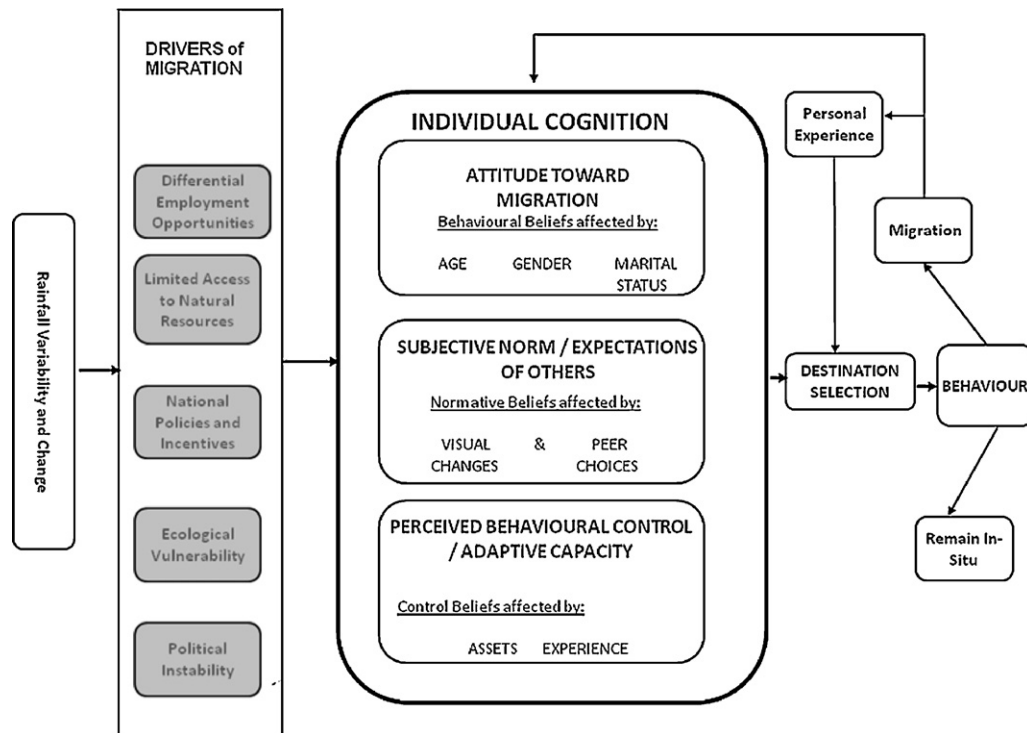 DRIVERS of
MIGRATION
Rainfall Variability and Change
Differential
Employment
Opportunities
Limited Access
to Natural
Resources
National
Policies and
Incentives
Ecological
Vulnerability
Political
Instability
INDIVIDUAL COGNITION
ATTITUDE TOWARD
MIGRATION
Behavioural Beliefs affected by:
AGE GENDER MARITAL
STATUS
SUBJECTIVE NORM / EXPECTATIONS
OF OTHERS
Normative Beliefs affected by:
VISUAL & PEER
CHANGES CHOICES
PERCEIVED BEHAVIOURAL CONTROL
/ ADAPTIVE CAPACITY
Control Beliefs affected by:
ASSETS EXPERIENCE
Personal
Experience
Migration
DESTINATION
SELECTION
BEHAVIOUR
Remain In-
Situ